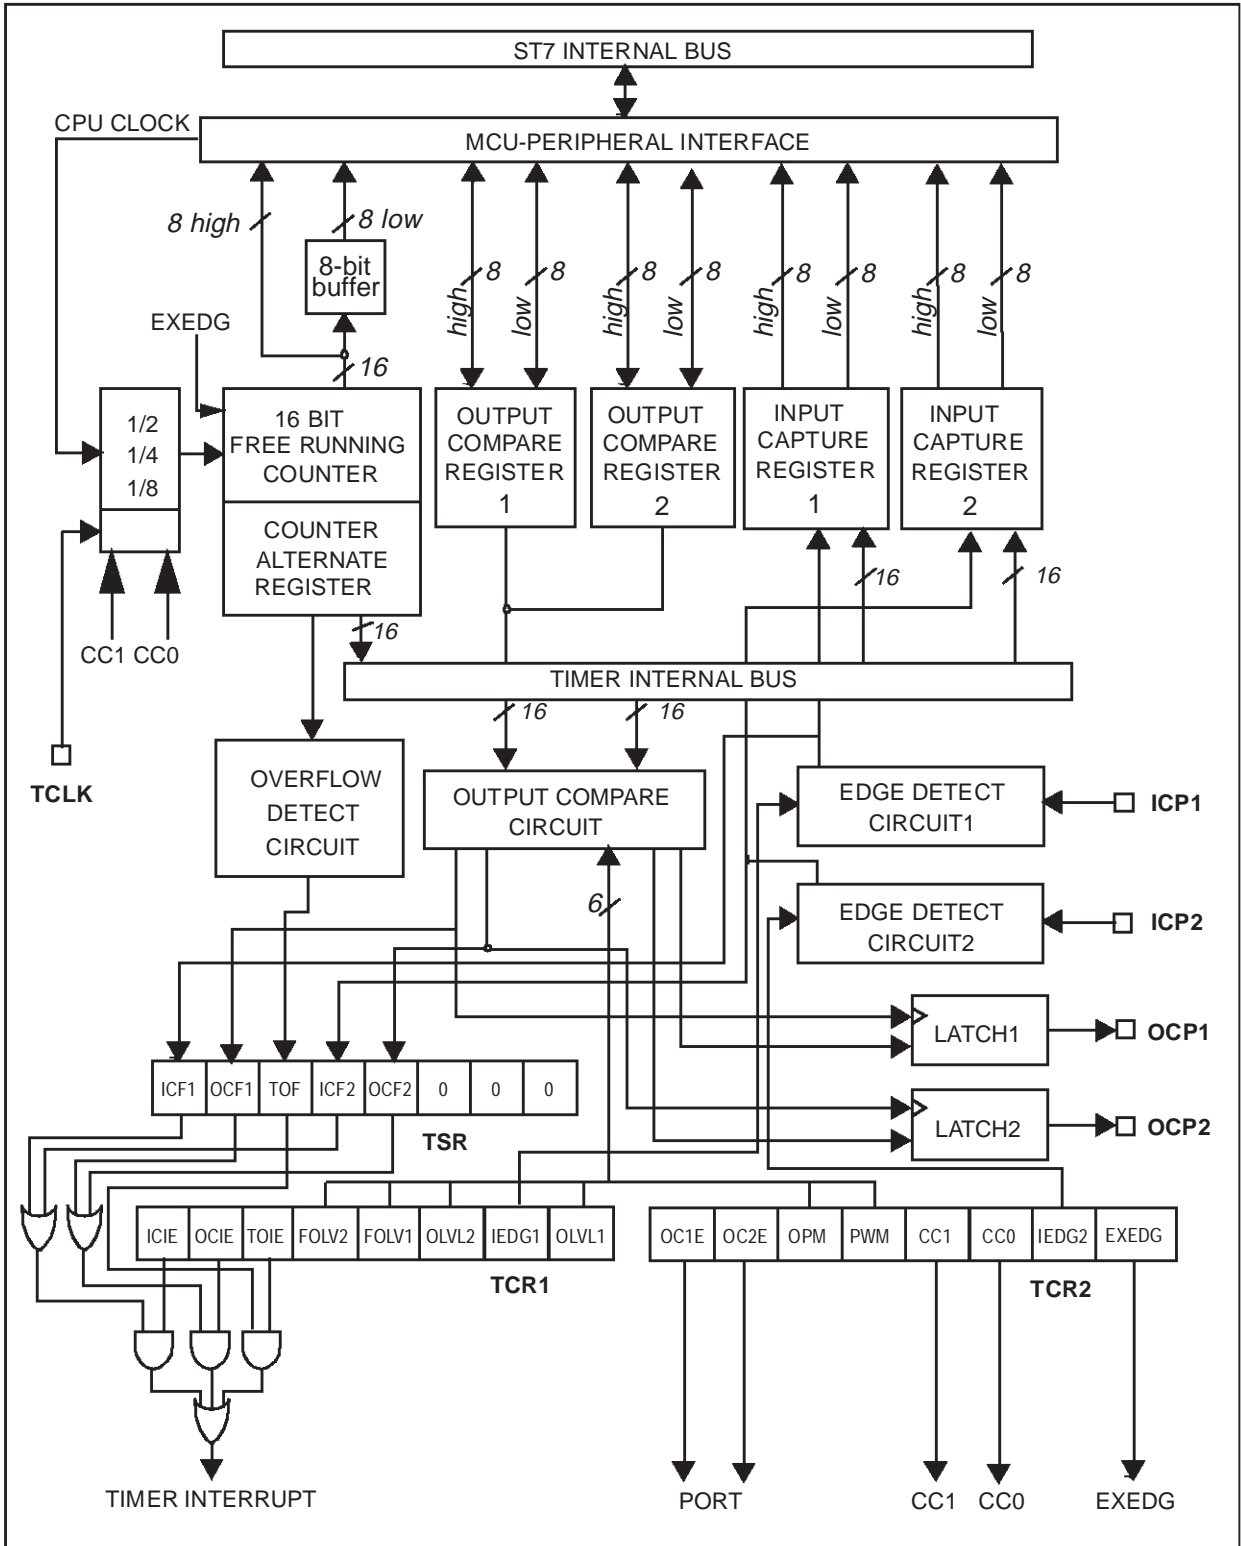 ST7 INTERNAL BUS
CPU CLOCK
MCU-PERIPHERAL INTERFACE
8 high
8 low
8-bit
buffer
high
8
low
8
high
8
low
8
high
8
low
8
high
8
low
8
EXEDG
16
1/2
1/4
1/8
16 BIT
FREE RUNNING
COUNTER
OUTPUT
COMPARE
REGISTER
1
OUTPUT
COMPARE
REGISTER
2
INPUT
CAPTURE
REGISTER
1
INPUT
CAPTURE
REGISTER
2
COUNTER
ALTERNATE
REGISTER
16
16
16
CC1 CC0
TIMER INTERNAL BUS
16
16
TCLK
OVERFLOW
DETECT
CIRCUIT
OUTPUT COMPARE
CIRCUIT
EDGE DETECT
CIRCUIT1
ICP1
6
EDGE DETECT
CIRCUIT2
ICP2
LATCH1
OCP1
ICF1 OCF1 TOF ICF2 OCF2 0 0 0
TSR
LATCH2
OCP2
ICIE OCIE TOIE FOLV2 FOLV1 OLVL2 IEDG1 OLVL1
TCR1
OC1E OC2E OPM PWM CC1 CC0 IEDG2 EXEDG
TCR2
TIMER INTERRUPT
PORT
CC1 CC0
EXEDG